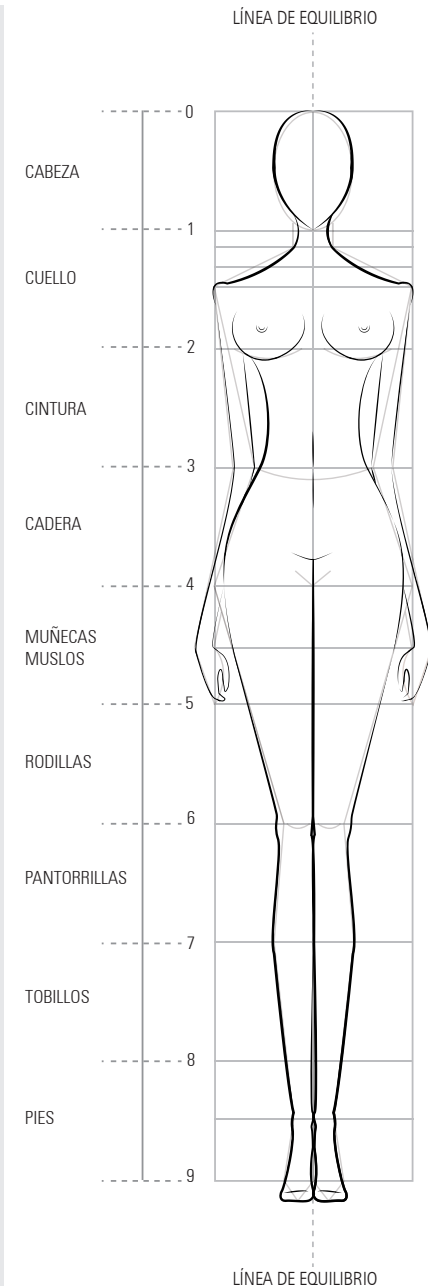 LÍNEA DE EQUILIBRIO
0
CABEZA
1
CUELLO
2
CINTURA
3
CADERA
4
MUÑECAS
MUSLOS
5
RODILLAS
6
PANTORRILLAS
7
TOBILLOS
8
PIES
9
LÍNEA DE EQUILIBRIO